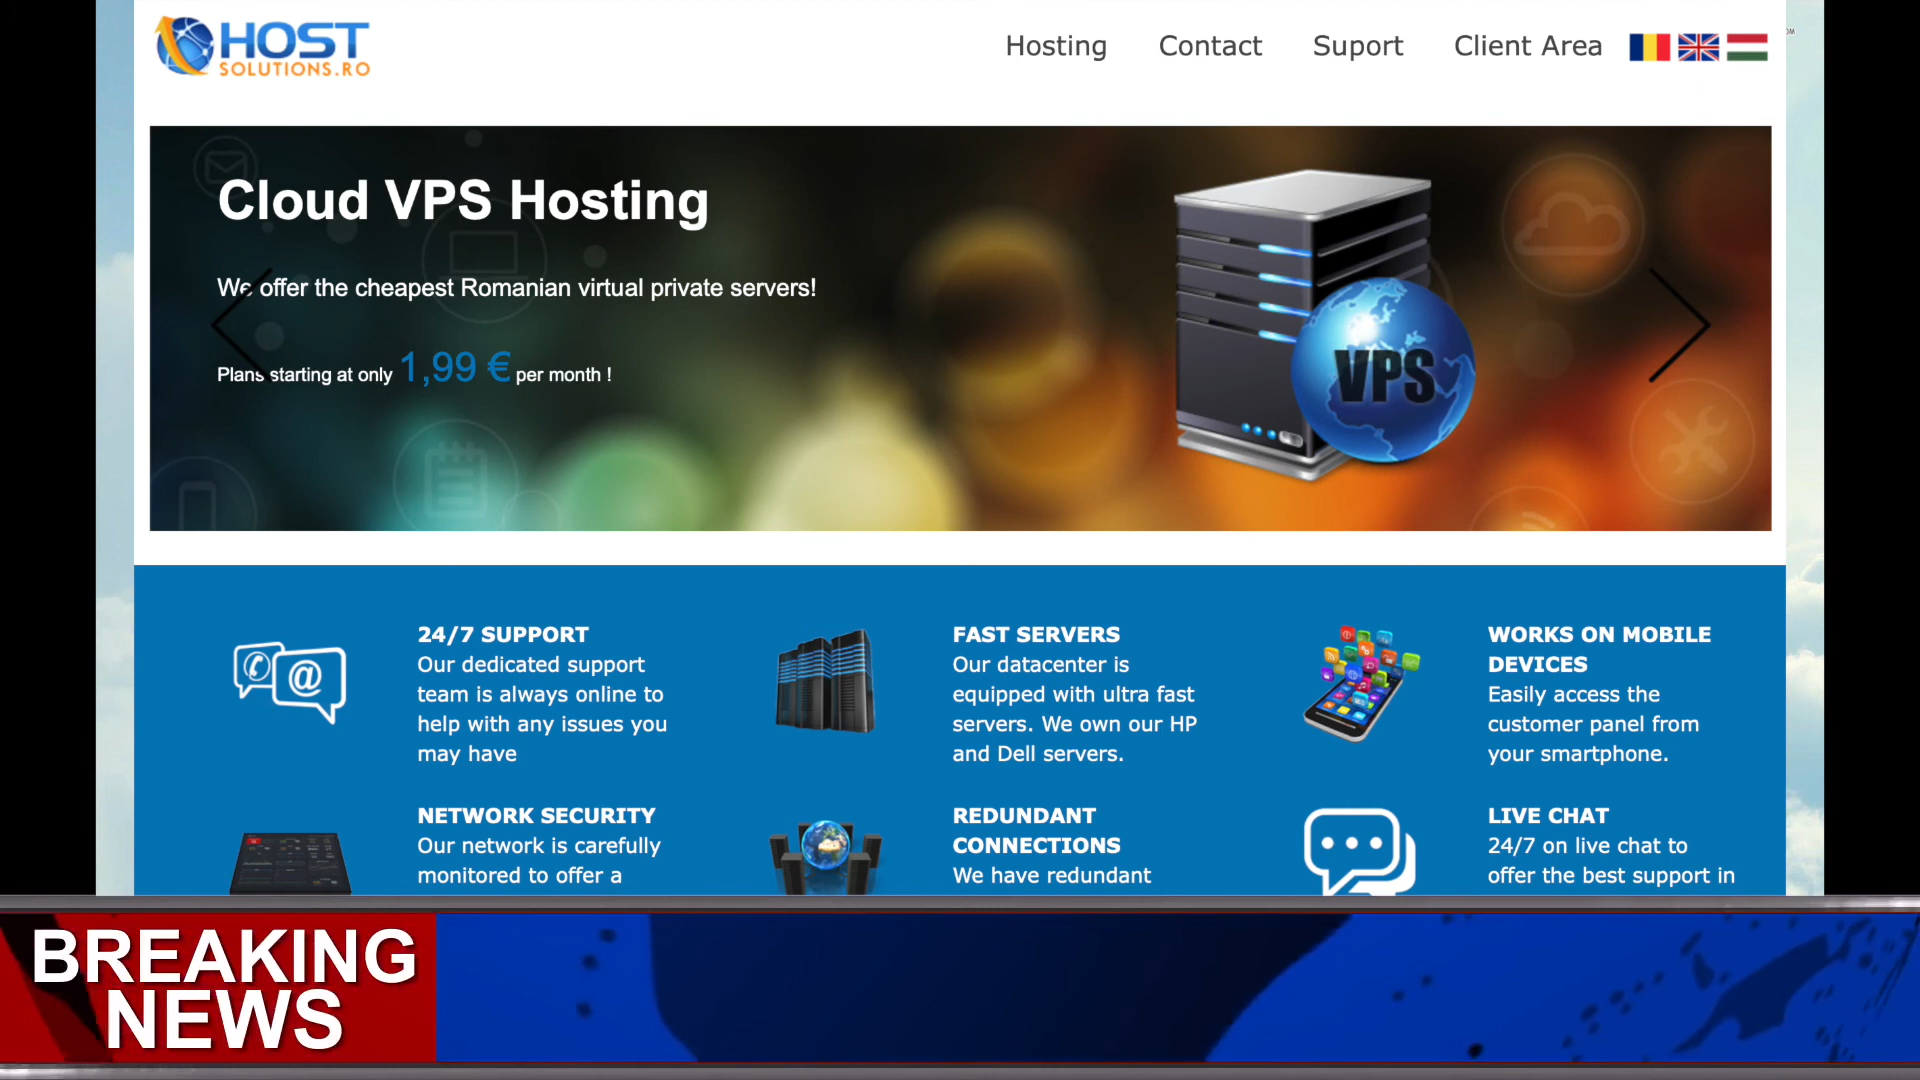 HOST
SOLUTIONS.RO
Hosting
Contact
Suport
Client Area
Cloud VPS Hosting
We offer the cheapest Romanian virtual private servers!
Plans starting at only 1,99 € per month !
VPS
24/7 SUPPORT
Our dedicated support
team is always online to
help with any issues you
may have
FAST SERVERS
Our datacenter is
equipped with ultra fast
servers. We own our HP
and Dell servers.
WORKS ON MOBILE
DEVICES
Easily access the
customer panel from
your smartphone.
NETWORK SECURITY
Our network is carefully
monitored to offer a
REDUNDANT
CONNECTIONS
We have redundant
LIVE CHAT
24/7 on live chat to
offer the best support in
BREAKING
NEWS